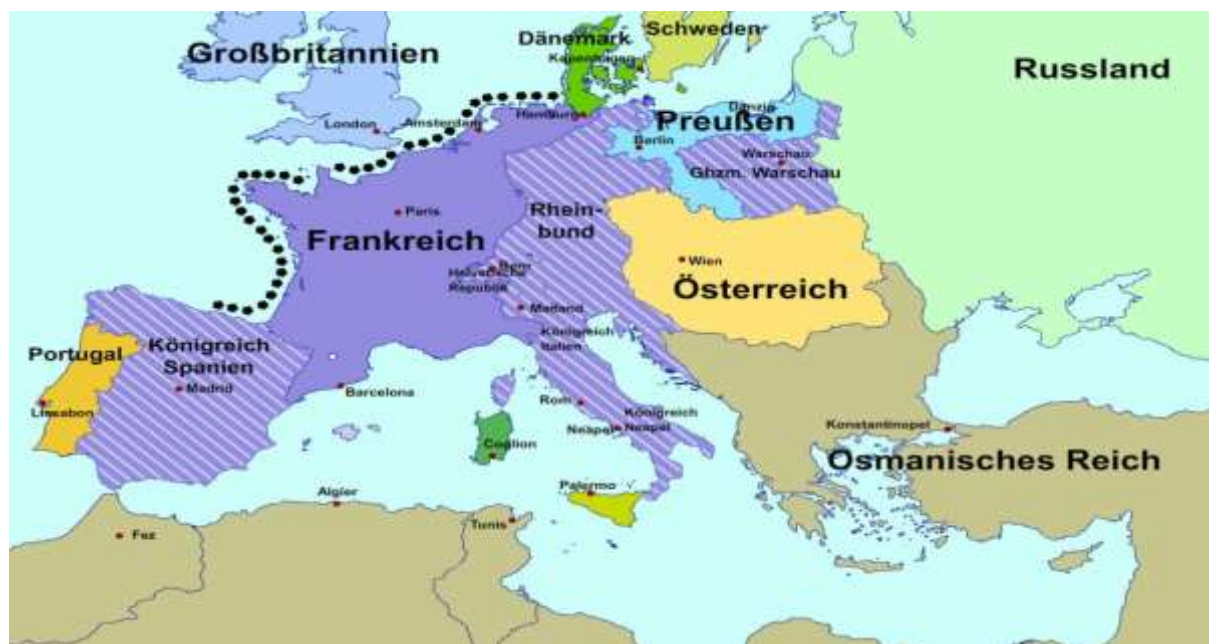 Großbritannien
Dänemark
Kopenhagen
Schweden
Russland
London
Amsterdam
Hamburg
Danzig
Preußen
Berlin
Warschau
Ghzm. Warschau
Paris
Frankreich
Rhein-
bund
Bern
Helvetische
Republik
Wien
Österreich
Mailand
Königreich
Italien
Portugal
Königreich
Spanien
Madrid
Lissabon
Barcelona
Rom
Königreich
Neapel
Neapel
Konstantinopel
Osmanisches Reich
Palermo
Algier
Tunis
Fez